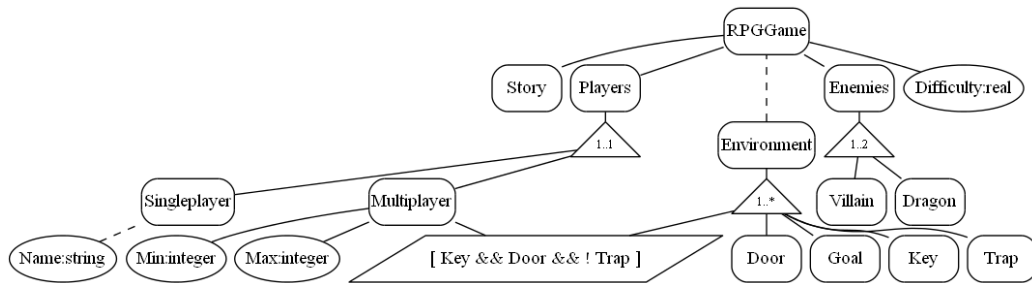 RPGGame
Story
Players
Enemies
Difficulty:real
1..1
Environment
1..2
Singleplayer
Multiplayer
1..*
Villain
Dragon
Name:string
Min:integer
Max:integer
[ Key && Door && ! Trap ]
Door
Goal
Key
Trap